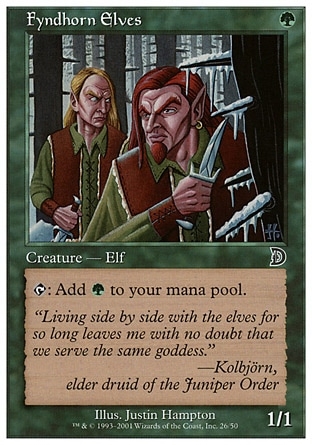 Fyndhorn Elves
Creature — Elf
: Add to your mana pool.
“Living side by side with the elves for
so long leaves me with no doubt that
we serve the same goddess.”
—Kolbjörn,
elder druid of the Juniper Order
Illus. Justin Hampton
™ & © 1993-2001 Wizards of the Coast, Inc. 26/50
1/1